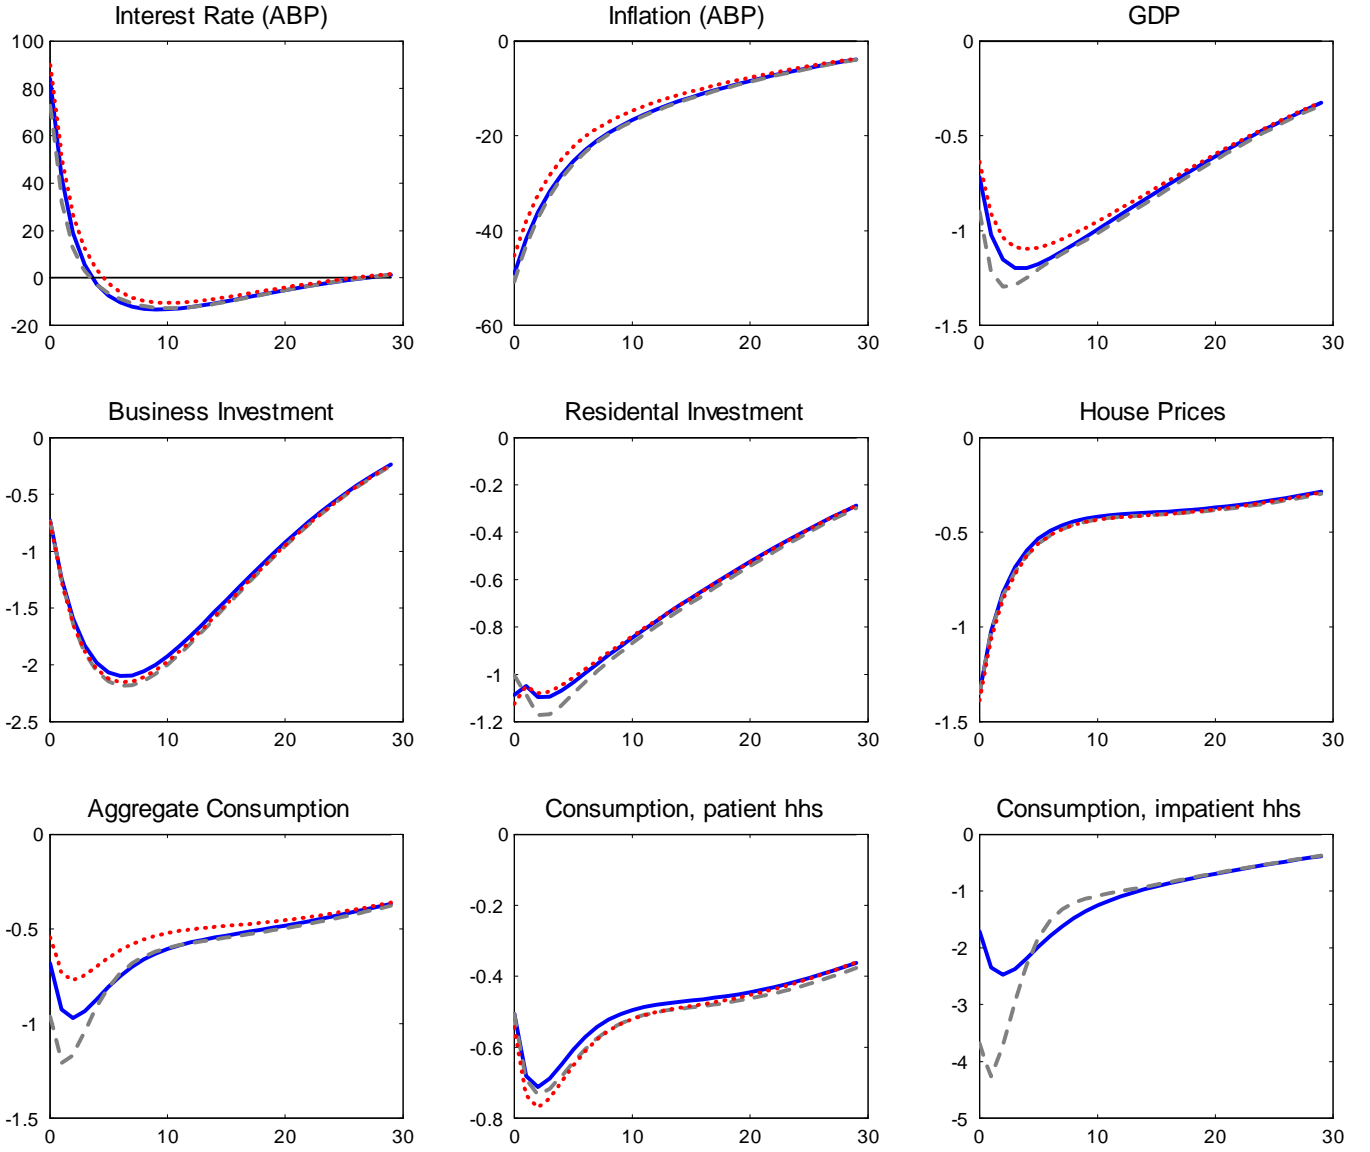 Interest Rate (ABP)
100
80
60
40
20
0
-20
0 10 20 30
Inflation (ABP)
0
-20
-40
-60
0 10 20 30
GDP
0
-0.5
-1
-1.5
0 10 20 30
Business Investment
0
-0.5
-1
-1.5
-2
-2.5
0 10 20 30
Residental Investment
0
-0.2
-0.4
-0.6
-0.8
-1
-1.2
0 10 20 30
House Prices
0
-0.5
-1
-1.5
0 10 20 30
Aggregate Consumption
0
-0.5
-1
-1.5
0 10 20 30
Consumption, patient hhs
0
-0.2
-0.4
-0.6
-0.8
0 10 20 30
Consumption, impatient hhs
0
-1
-2
-3
-4
-5
0 10 20 30